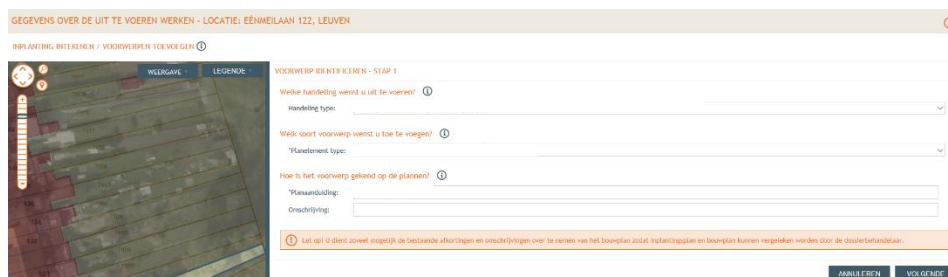 GEGEVENS OVER DE UIT TE VOEREN WERKEN - LOCATIE: EÉNMEILAAN 122, LEUVEN
INPLANTING INTEKENEN / VOORWERPEN TOEVOEGEN
WEERGAVE
LEGENDE
VOORWERP IDENTIFICEREN - STAP 1
Welke handeling wenst u uit te voeren?
Handeling type:
Welk soort voorwerp wenst u toe te voegen?
*Planelement type:
Hoe is het voorwerp gekend op de plannen?
*Planaanduiding:
Omschrijving:
Let op! U dient zoveel mogelijk de bestaande afkortingen en omschrijvingen over te nemen van het bouwplan zodat inplantingsplan en bouwplan kunnen vergeleken worden door de dossierbehandelaar.
ANNULEREN
VOLGENDE